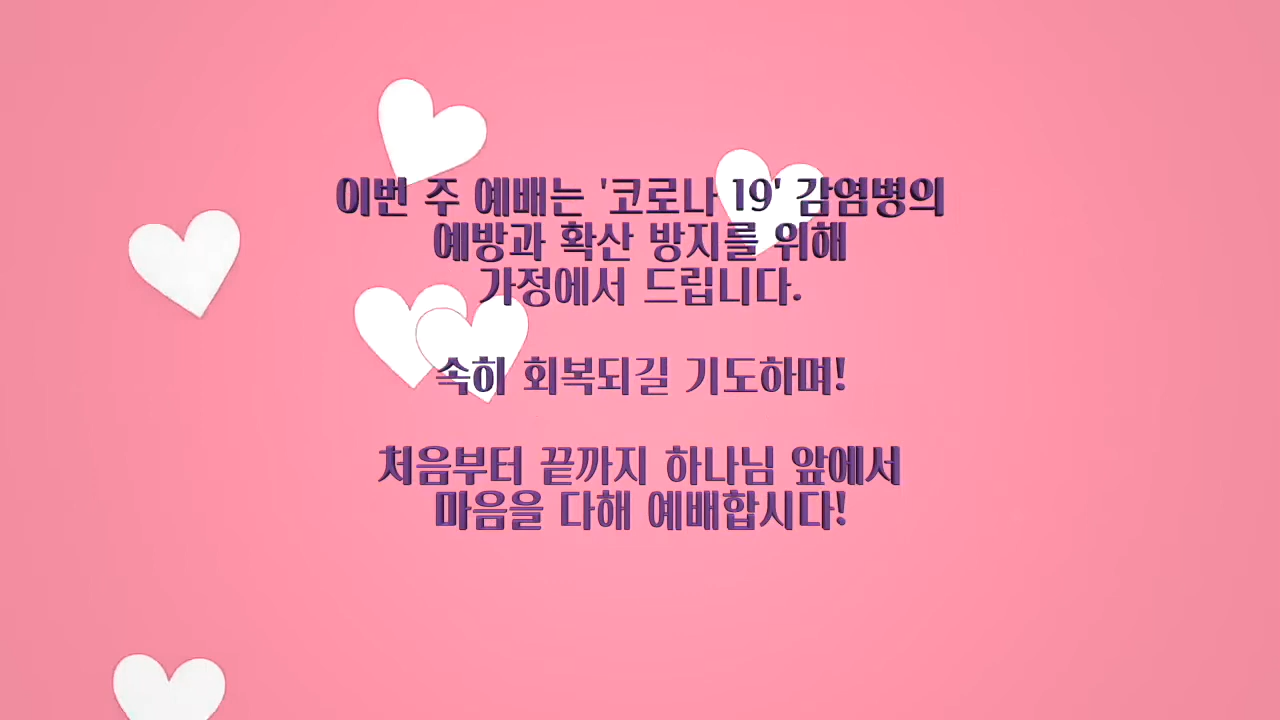 이번 주 예배는 '코로나 19' 감염병의
예방과 확산 방지를 위해
가정에서 드립니다.
속히 회복되길 기도하며!
처음부터 끝까지 하나님 앞에서
마음을 다해 예배합시다!